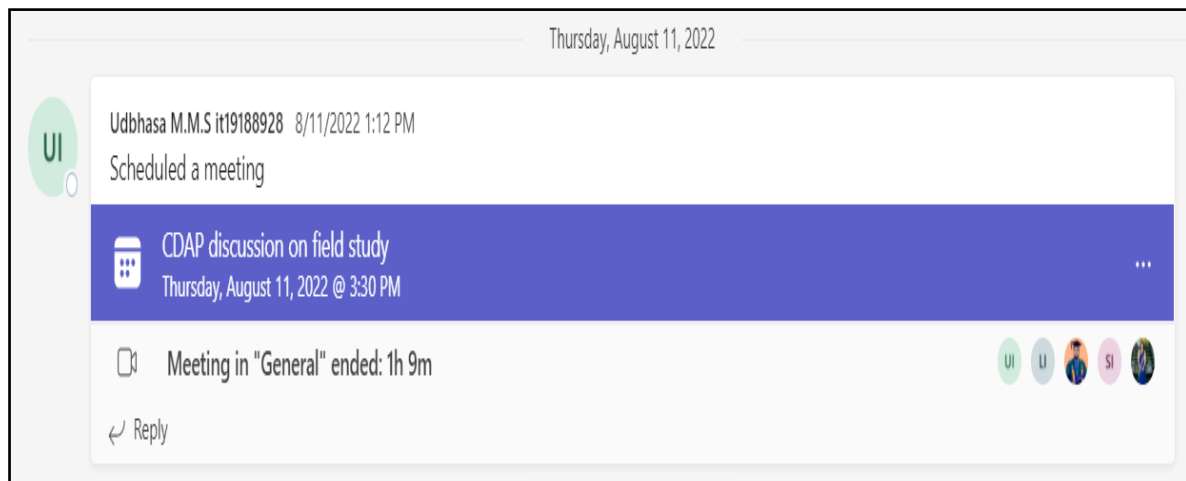 Thursday, August 11, 2022
UI
Udbhasa M.M.S it19188928 8/11/2022 1:12 PM
Scheduled a meeting
CDAP discussion on field study
Thursday, August 11, 2022 @ 3:30 PM
...
Meeting in "General" ended: 1h 9m
UI LI SI
Reply